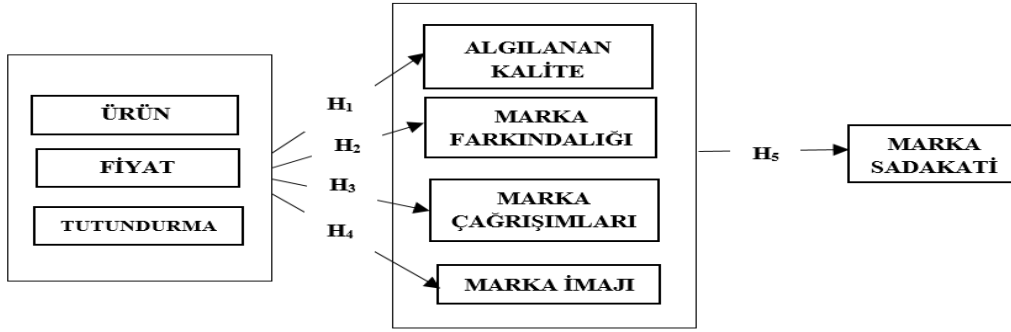 ÜRÜN
FİYAT
TUTUNDURMA
H₁
H₂
H₃
H₄
ALGILANAN
KALİTE
MARKA
FARKINDALIĞI
MARKA
ÇAĞRIŞIMLARI
MARKA İMAJI
H₅
MARKA
SADAKATİ